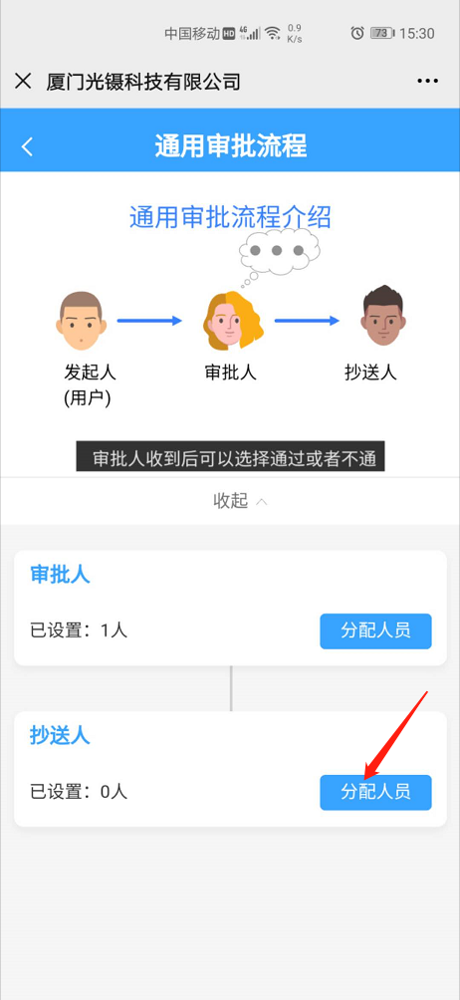 中国移动 HD 4G 0.9 K/s 73 15:30
厦门光镊科技有限公司
通用审批流程
通用审批流程介绍
发起人 审批人 抄送人
(用户)
审批人收到后可以选择通过或者不通
收起
审批人
已设置：1人 分配人员
抄送人
已设置：0人 分配人员